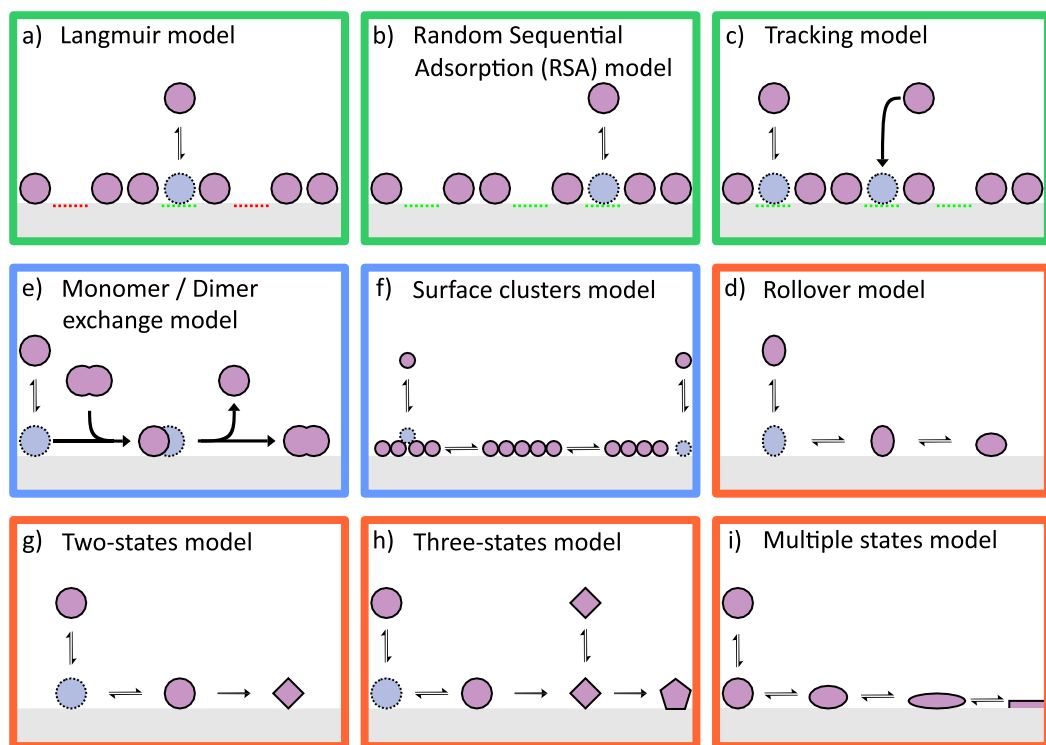 a) Langmuir model
b) Random Sequential
Adsorption (RSA) model
c) Tracking model
e) Monomer / Dimer
exchange model
f) Surface clusters model
d) Rollover model
g) Two-states model
h) Three-states model
i) Multiple states model